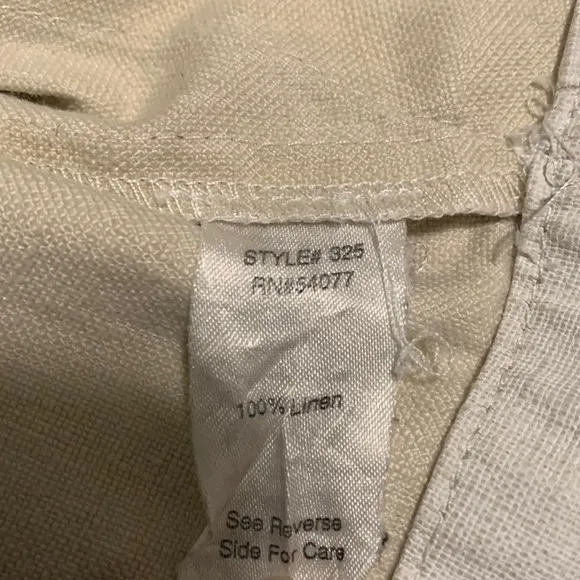 STYLE# 325
RN#54077
100% Linen
See Reverse
Side For Care